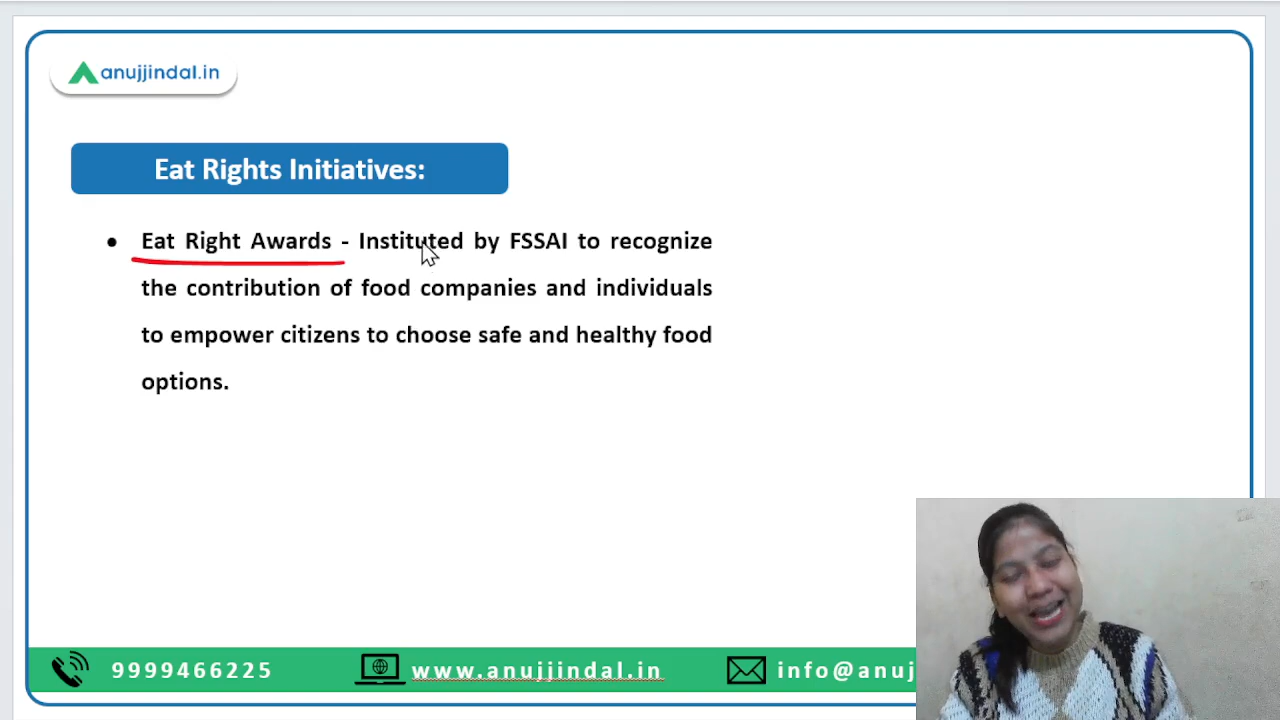 anujjindal.in
Eat Rights Initiatives:
• Eat Right Awards - Instituted by FSSAI to recognize
the contribution of food companies and individuals
to empower citizens to choose safe and healthy food
options.
9999466225 www.anujjindal.in info@anuj